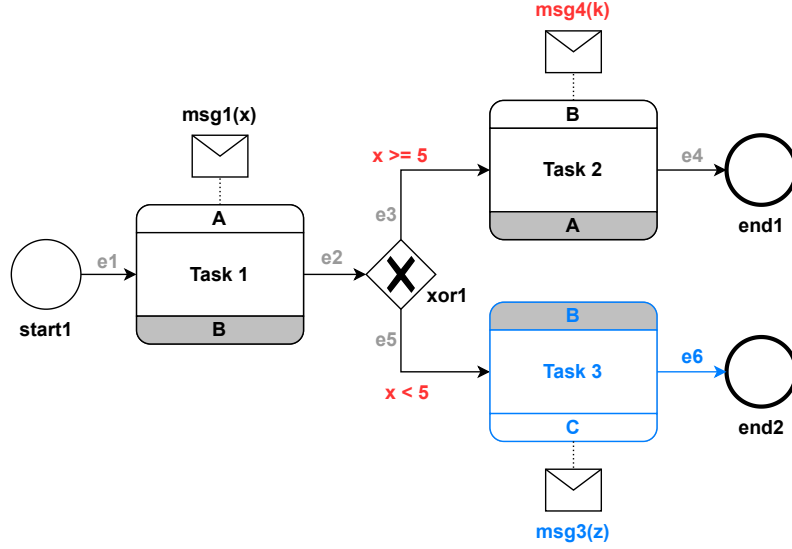 msg4(k)
B
Task 2
A
e4
end1
msg1(x)
x >= 5
e3
A
Task 1
B
e1
start1
e2
xor1
e5
x < 5
B
Task 3
C
e6
end2
msg3(z)